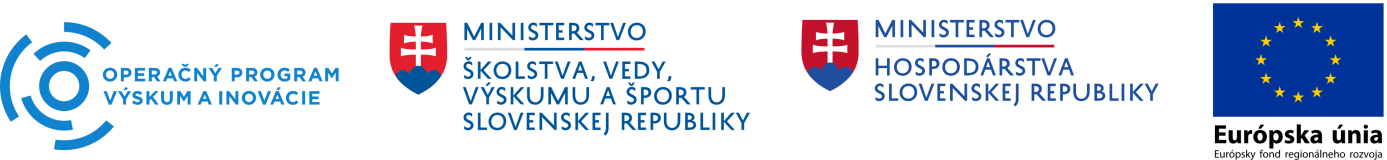 OPERAČNÝ PROGRAM
VÝSKUM A INOVÁCIE
MINISTERSTVO
ŠKOLSTVA, VEDY,
VÝSKUMU A ŠPORTU
SLOVENSKEJ REPUBLIKY
MINISTERSTVO
HOSPODÁRSTVA
SLOVENSKEJ REPUBLIKY
Európska únia
Európsky fond regionálneho rozvoja